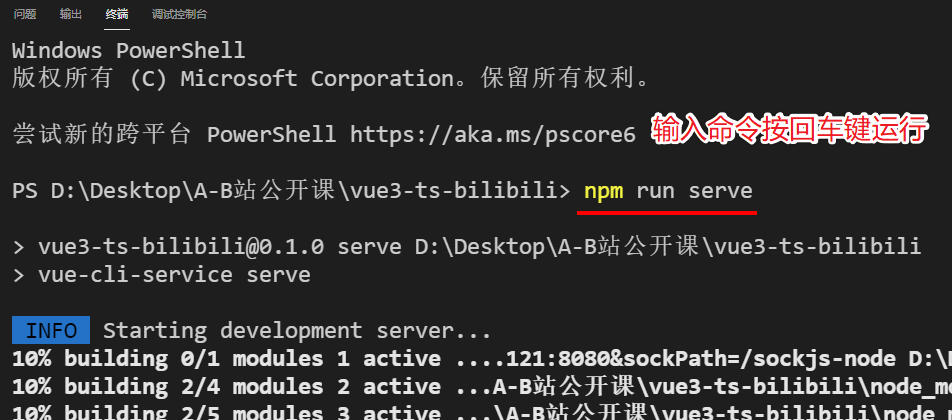 问题 输出 终端 调试控制台
Windows PowerShell
版权所有 (C) Microsoft Corporation。保留所有权利。
尝试新的跨平台 PowerShell https://aka.ms/pscore6 输入命令按回车键运行
PS D:\Desktop\A-B站公开课\vue3-ts-bilibili> npm run serve
> vue3-ts-bilibili@0.1.0 serve D:\Desktop\A-B站公开课\vue3-ts-bilibili
> vue-cli-service serve
INFO Starting development server...
10% building 0/1 modules 1 active ....121:8080&sockPath=/sockjs-node D:\
10% building 2/4 modules 2 active ...A-B站公开课\vue3-ts-bilibili\node_mo
10% building 2/5 modules 3 active ...\A-B站公开课\vue3-ts-bilibili\node